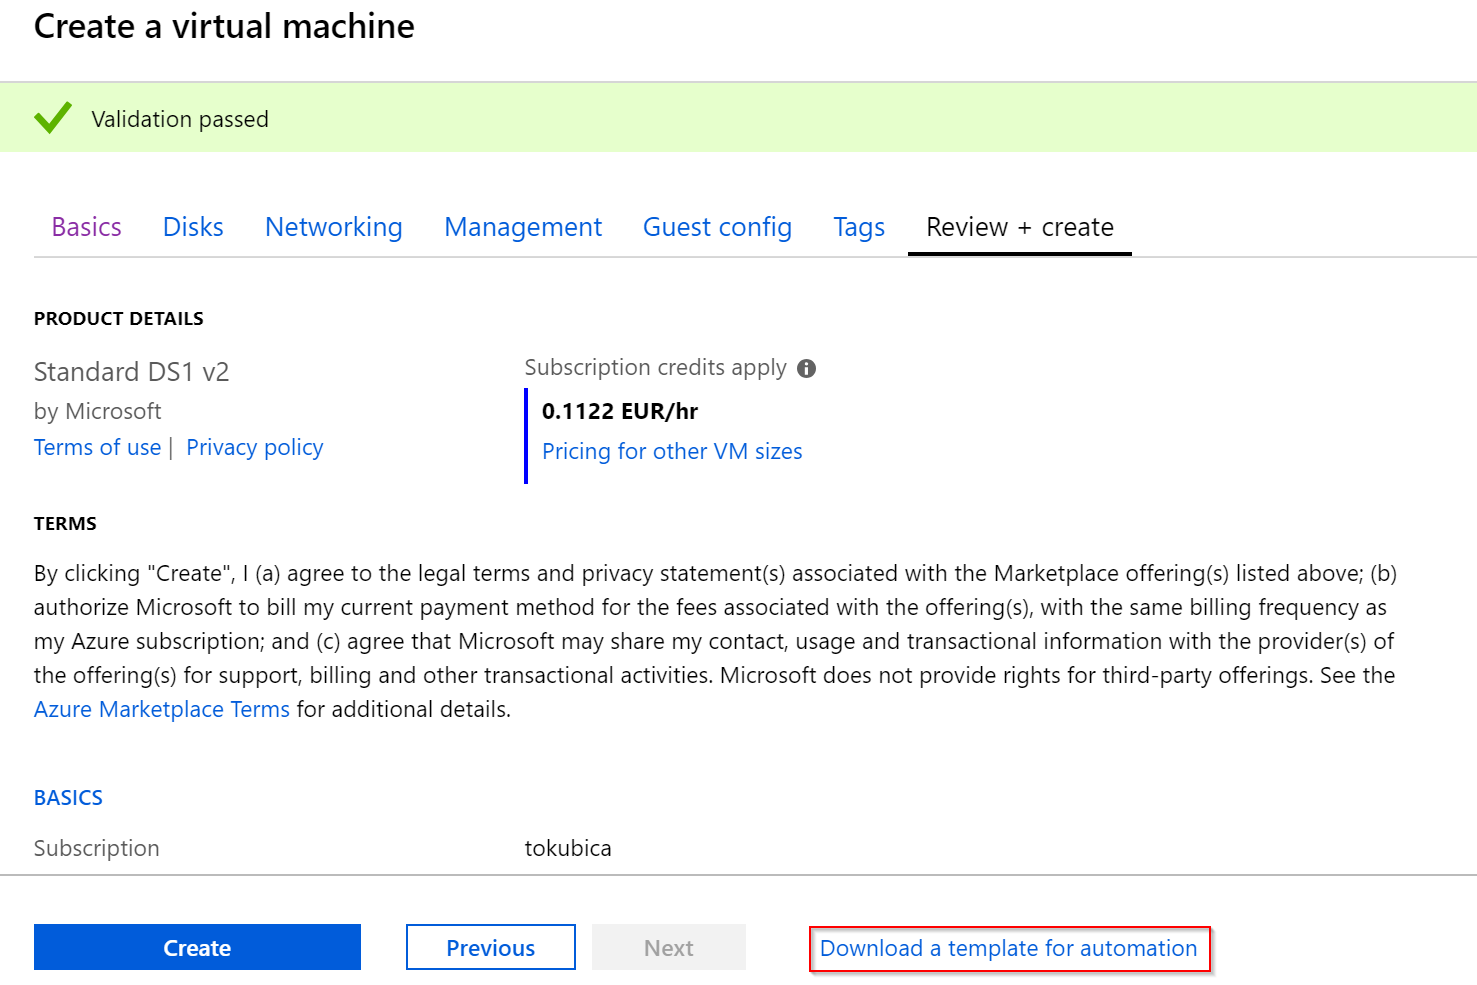 Create a virtual machine
Validation passed
Basics Disks Networking Management Guest config Tags Review + create
PRODUCT DETAILS
Standard DS1 v2
by Microsoft
Terms of use | Privacy policy
Subscription credits apply
0.1122 EUR/hr
Pricing for other VM sizes
TERMS
By clicking "Create", I (a) agree to the legal terms and privacy statement(s) associated with the Marketplace offering(s) listed above; (b)
authorize Microsoft to bill my current payment method for the fees associated with the offering(s), with the same billing frequency as
my Azure subscription; and (c) agree that Microsoft may share my contact, usage and transactional information with the provider(s) of
the offering(s) for support, billing and other transactional activities. Microsoft does not provide rights for third-party offerings. See the
Azure Marketplace Terms for additional details.
BASICS
Subscription tokubica
Create Previous Next Download a template for automation